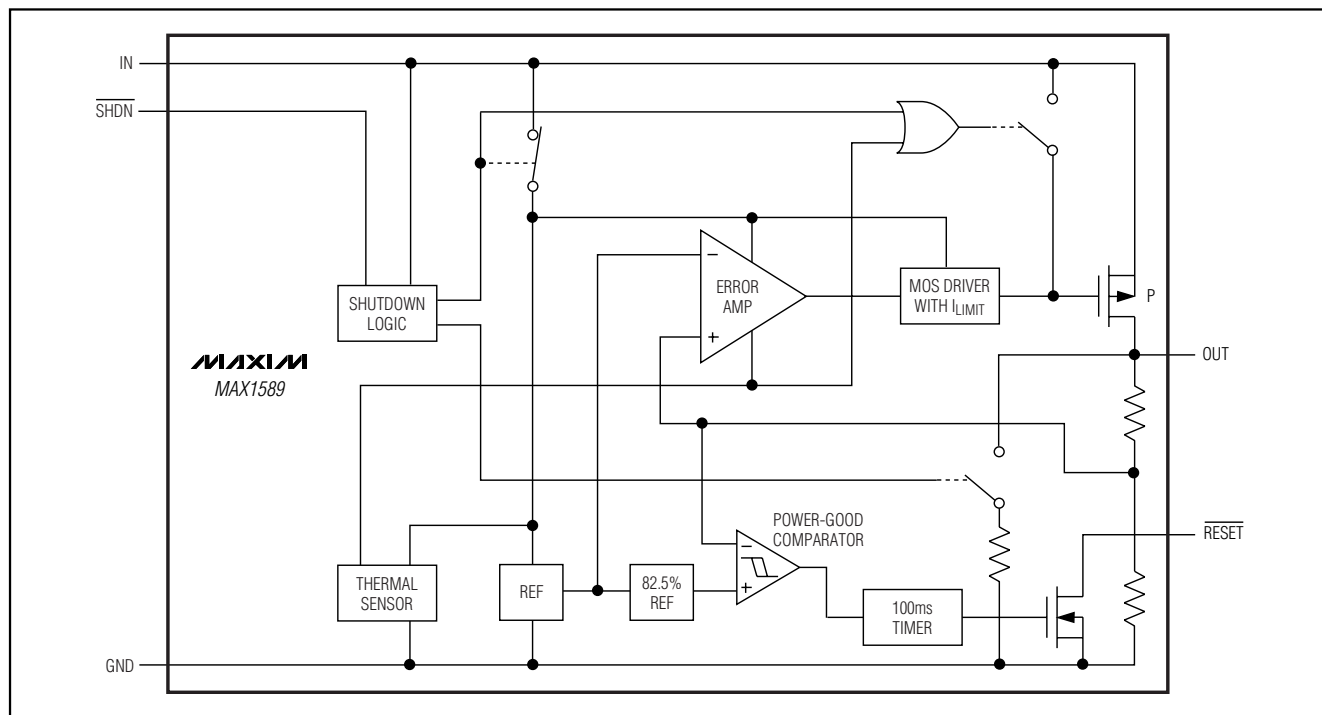 IN
SHDN
SHUTDOWN
LOGIC
MAXIM
MAX1589
−
ERROR
AMP
+
MOS DRIVER
WITH ILIMIT
P
OUT
POWER-GOOD
COMPARATOR
−
+
RESET
THERMAL
SENSOR
REF
82.5%
REF
100ms
TIMER
GND